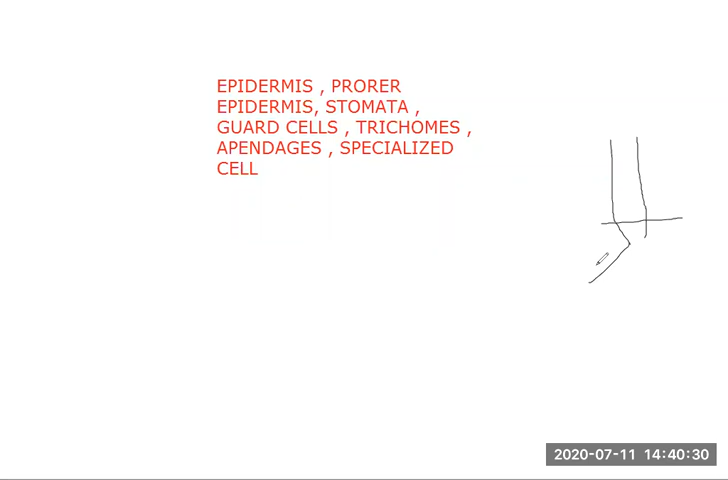 EPIDERMIS , PRORER
EPIDERMIS, STOMATA ,
GUARD CELLS , TRICHOMES ,
APENDAGES , SPECIALIZED
CELL
2020-07-11 14:40:30